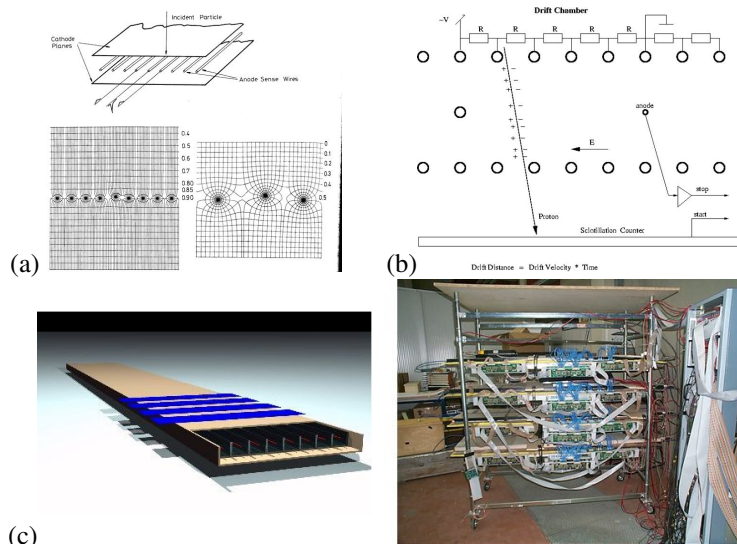 Incident Particle
Cathode
Planes
Anode Sense Wires
0.4
0.5
0.6
0.7
0.80
0.85
0.90
0
0.1
0.2
0.3
0.4
0.5
(a)
Drift Chamber
−V
R R R R R
anode
E
stop
start
Proton
Scintillation Counter
Drift Distance = Drift Velocity * Time
+ −
+ −
+ −
+ −
+ −
+ −
+ −
+ −
(b)
(c)